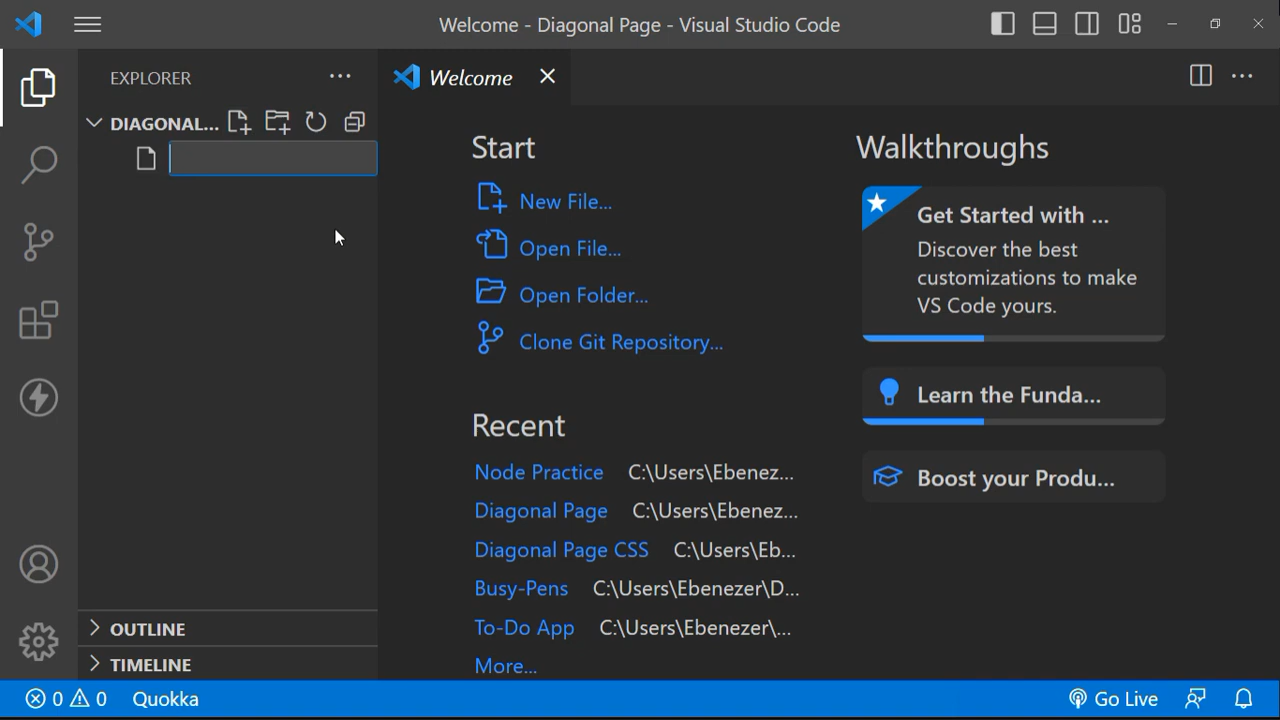 Welcome - Diagonal Page - Visual Studio Code
EXPLORER
Welcome
DIAGONAL...
Start
New File...
Open File...
Open Folder...
Clone Git Repository...
Recent
Node Practice C:\Users\Ebenez...
Diagonal Page C:\Users\Ebenez...
Diagonal Page CSS C:\Users\Eb...
Busy-Pens C:\Users\Ebenezer\D...
To-Do App C:\Users\Ebenezer\...
More...
Walkthroughs
Get Started with ...
Discover the best
customizations to make
VS Code yours.
Learn the Funda...
Boost your Produ...
OUTLINE
TIMELINE
0 0 Quokka
Go Live